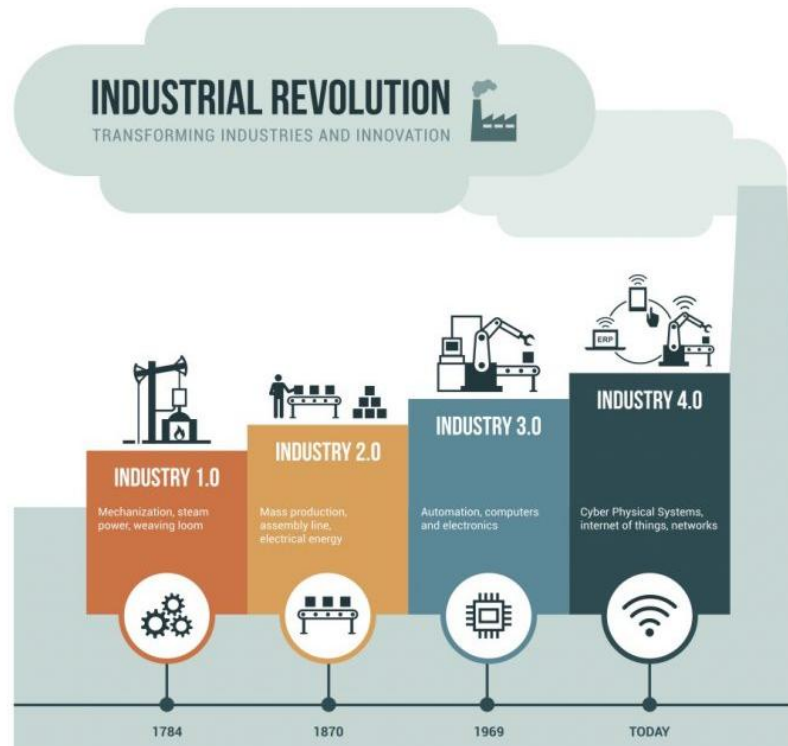 INDUSTRIAL REVOLUTION
TRANSFORMING INDUSTRIES AND INNOVATION
ERP
INDUSTRY 1.0
Mechanization, steam
power, weaving loom
INDUSTRY 2.0
Mass production,
assembly line,
electrical energy
INDUSTRY 3.0
Automation, computers
and electronics
INDUSTRY 4.0
Cyber Physical Systems,
internet of things, networks
1784
1870
1969
TODAY